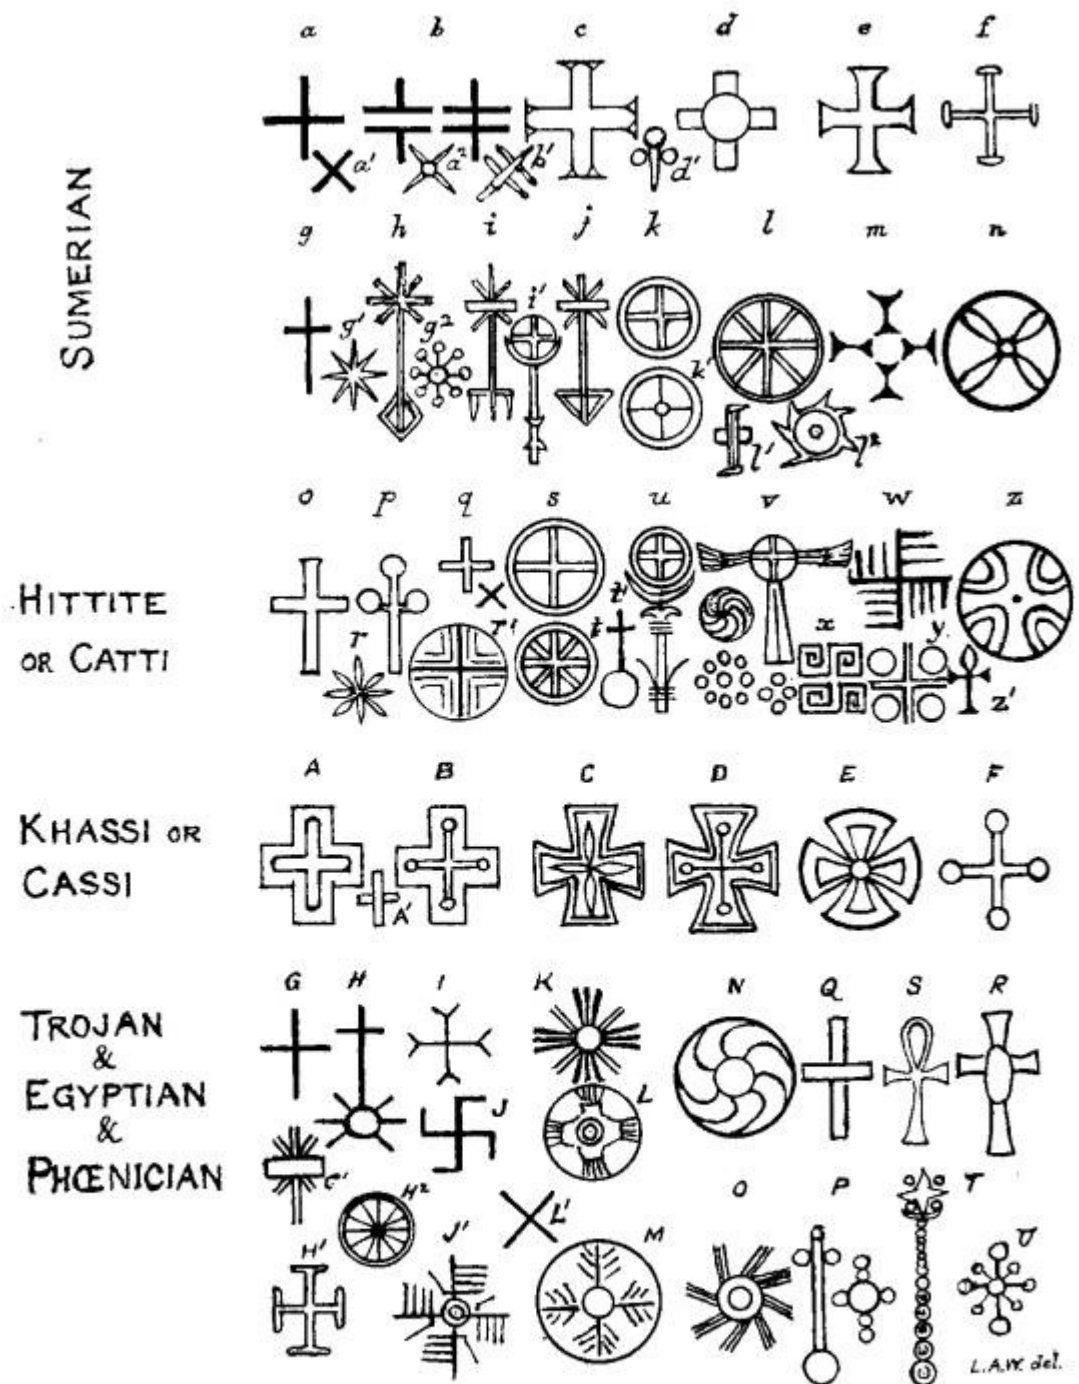 a b c d e f
a' a² b' d'
SUMERIAN
g h i j k l m n
g' g² i' k'
l' l²
o p q s u v w z
HITTITE
OR CATTI
r r' t t' x y z'
A B C D E F
KHASSI OR
CASSI
A'
G H I K N Q S R
TROJAN
&
EGYPTIAN
&
PHŒNICIAN
J L
G' H² L' O P T
H' J' M U
L.A.W. del.